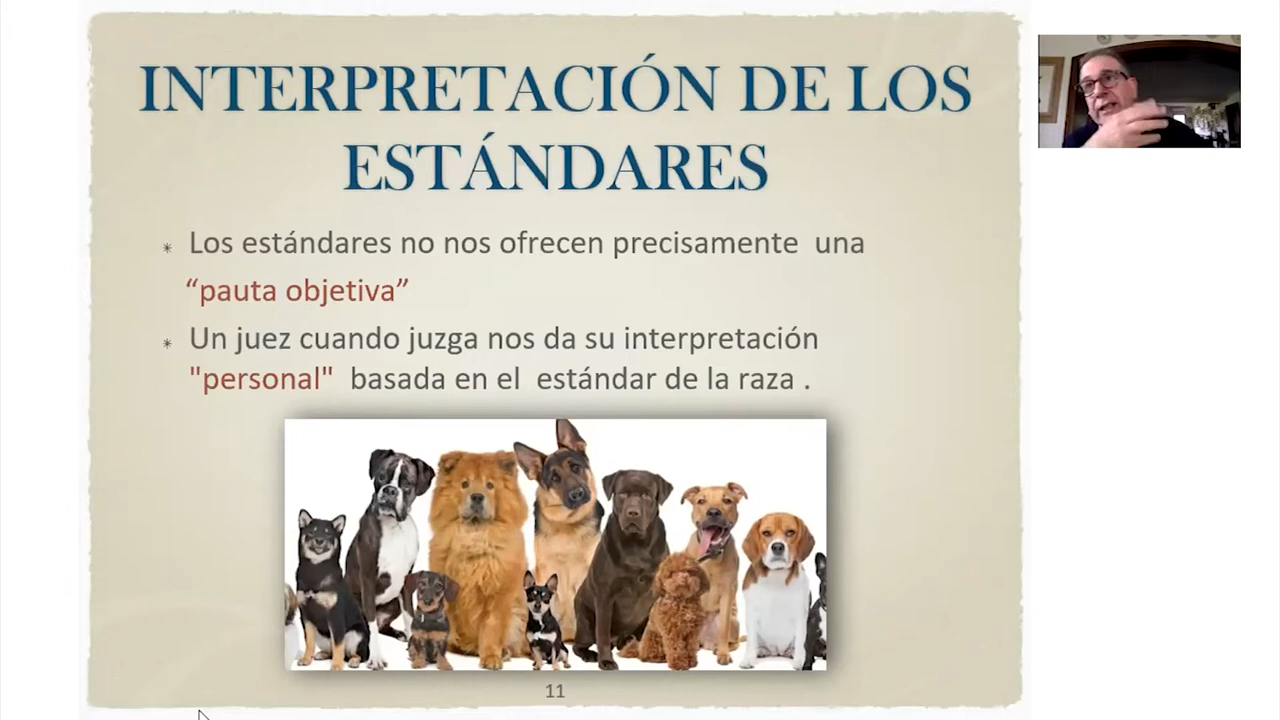 INTERPRETACIÓN DE LOS
ESTÁNDARES
* Los estándares no nos ofrecen precisamente una
“pauta objetiva”
* Un juez cuando juzga nos da su interpretación
"personal" basada en el estándar de la raza .
11